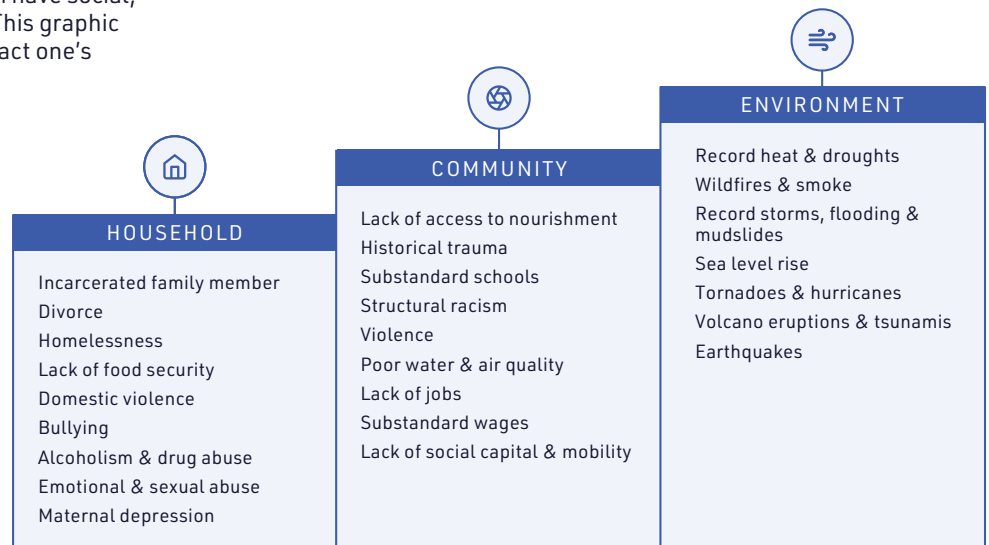 have social,
This graphic
act one's
HOUSEHOLD
Incarcerated family member
Divorce
Homelessness
Lack of food security
Domestic violence
Bullying
Alcoholism & drug abuse
Emotional & sexual abuse
Maternal depression
COMMUNITY
Lack of access to nourishment
Historical trauma
Substandard schools
Structural racism
Violence
Poor water & air quality
Lack of jobs
Substandard wages
Lack of social capital & mobility
ENVIRONMENT
Record heat & droughts
Wildfires & smoke
Record storms, flooding &
mudslides
Sea level rise
Tornadoes & hurricanes
Volcano eruptions & tsunamis
Earthquakes